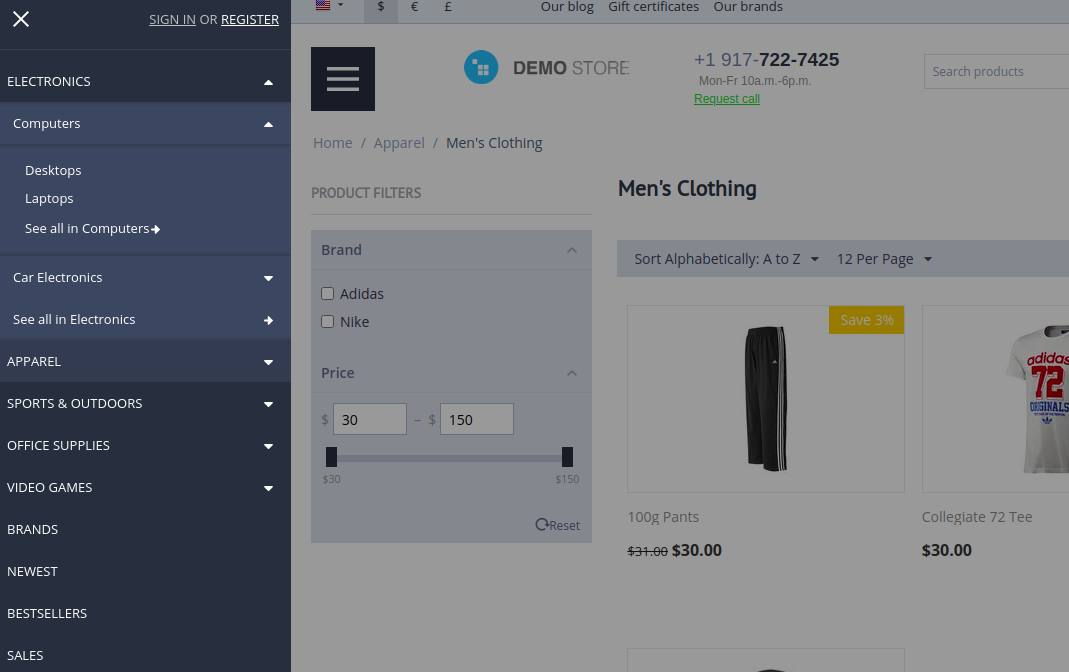 SIGN IN OR REGISTER
ELECTRONICS
Computers
Desktops
Laptops
See all in Computers
Car Electronics
See all in Electronics
APPAREL
SPORTS & OUTDOORS
OFFICE SUPPLIES
VIDEO GAMES
BRANDS
NEWEST
BESTSELLERS
SALES
$ € £ Our blog Gift certificates Our brands
DEMO STORE
+1 917-722-7425
Mon-Fr 10a.m.-6p.m.
Request call
Search products
Home / Apparel / Men's Clothing
PRODUCT FILTERS
Brand
Adidas
Nike
Price
$ 30 – $ 150
$30 $150
Reset
Men's Clothing
Sort Alphabetically: A to Z 12 Per Page
Save 3%
100g Pants
$31.00 $30.00
adidas
72
ORIGINALS
Collegiate 72 Tee
$30.00